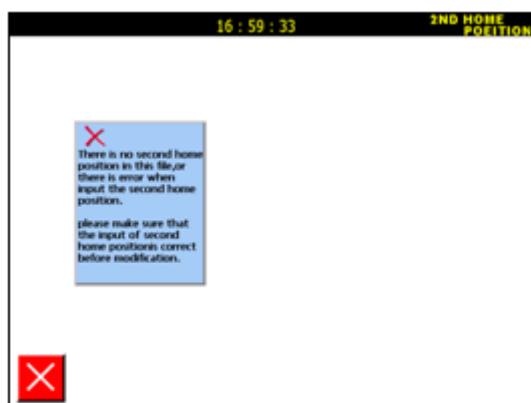 16 : 59 : 33
2ND HOME
POEITION
There is no second home
position in this file,or
there is error when
input the second home
position.
please make sure that
the input of second
home positionis correct
before modification.